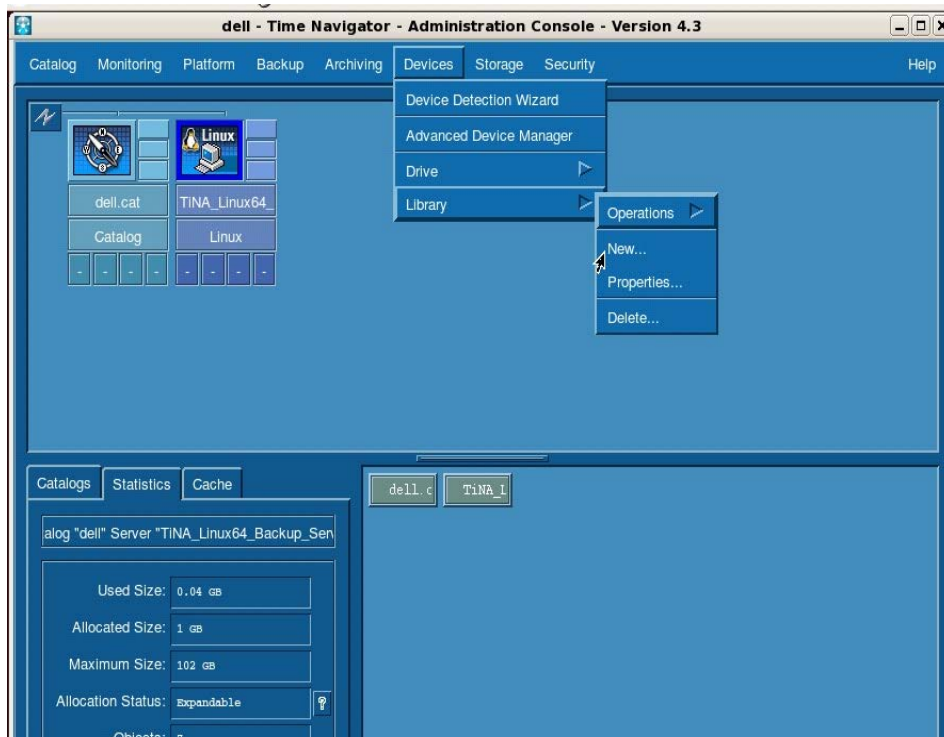 dell - Time Navigator - Administration Console - Version 4.3
Catalog Monitoring Platform Backup Archiving Devices Storage Security Help
Device Detection Wizard
Advanced Device Manager
Drive
Library
Operations
New...
Properties...
Delete...
Linux
dell.cat TiNA_Linux64_
Catalog Linux
- - - - - - - -
Catalogs Statistics Cache
dell.c TiNA_L
alog "dell" Server "TiNA_Linux64_Backup_Serv
Used Size: 0.04 GB
Allocated Size: 1 GB
Maximum Size: 102 GB
Allocation Status: Expandable ?
Objects: